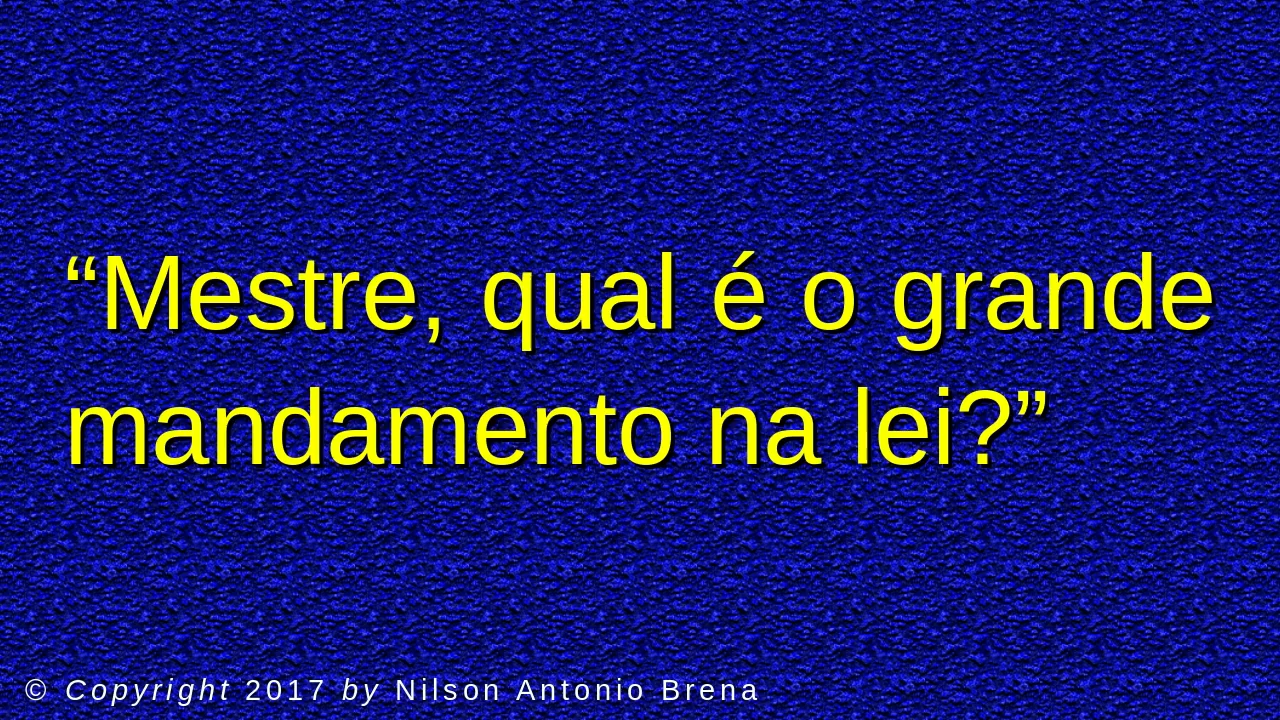 “Mestre, qual é o grande
mandamento na lei?”
© Copyright 2017 by Nilson Antonio Brena